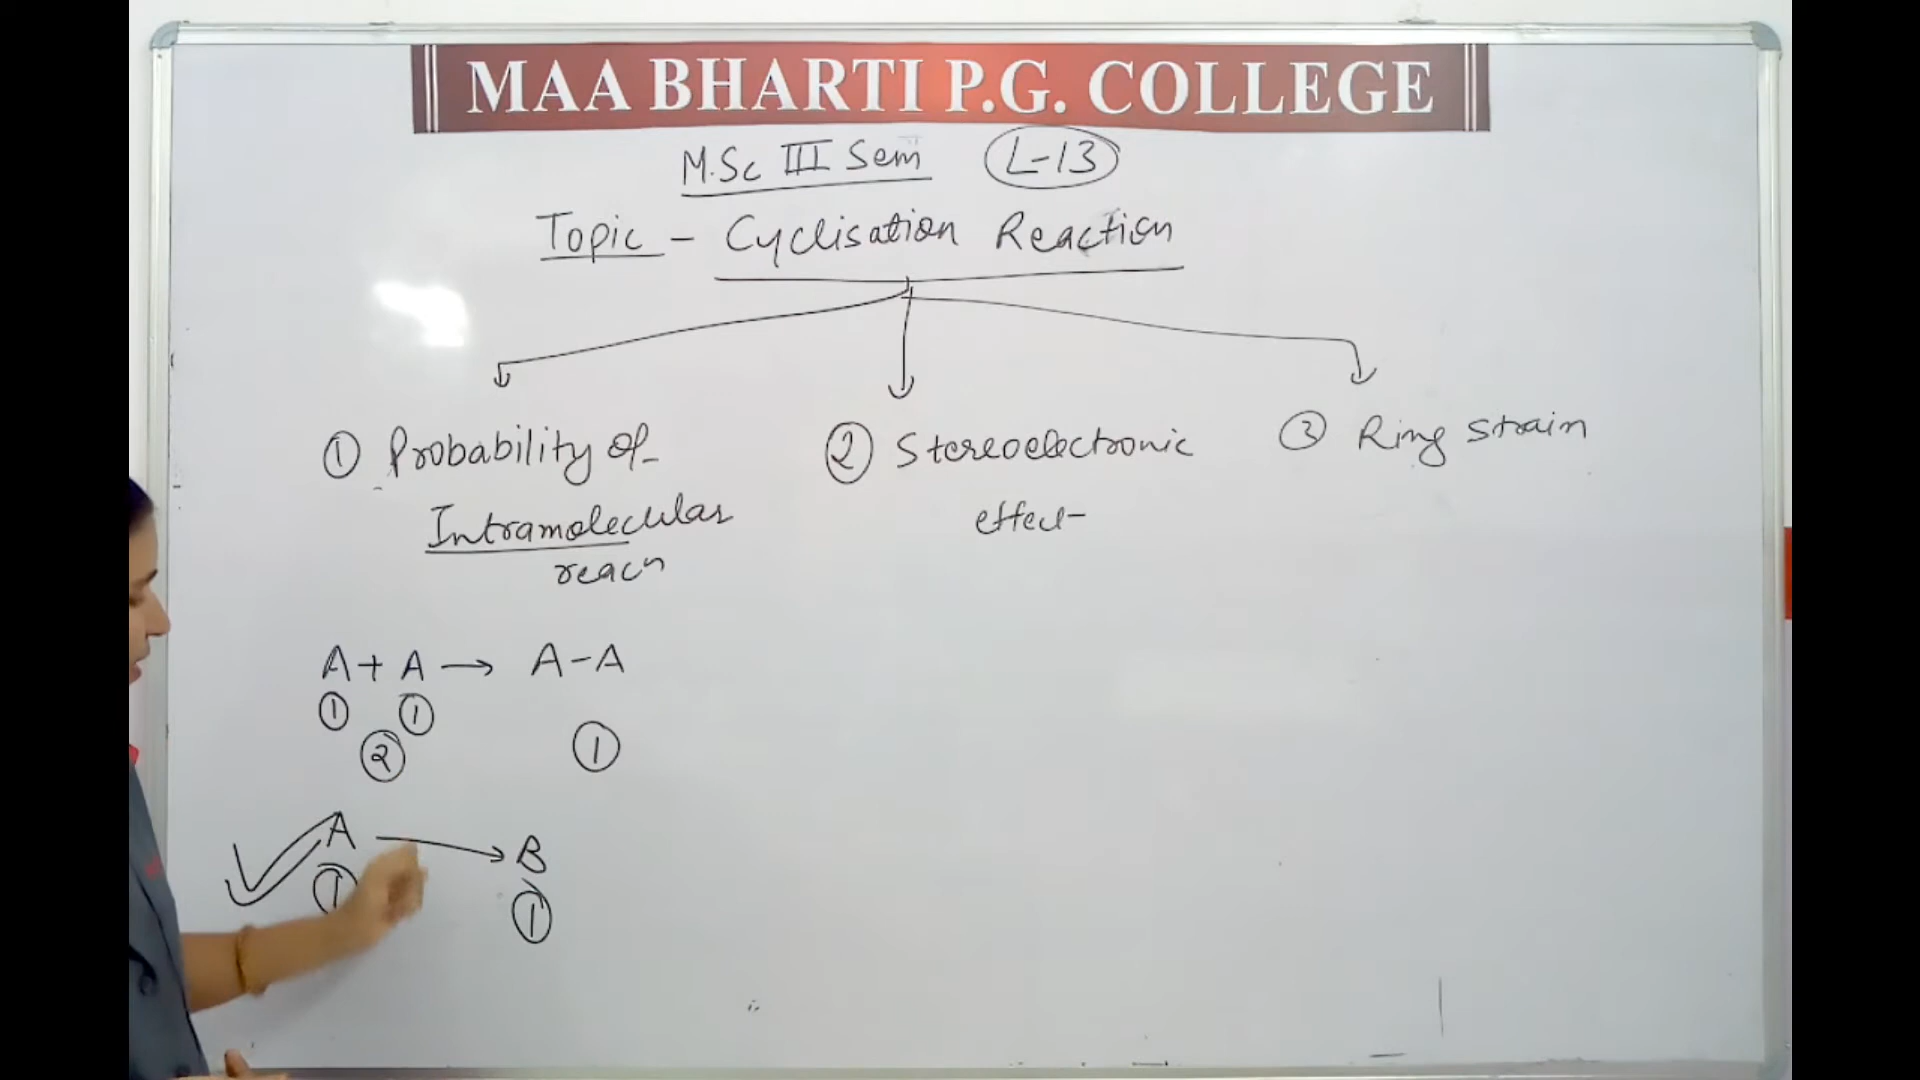 MAA BHARTI P.G. COLLEGE
M.Sc III Sem L-13
Topic - Cyclisation Reaction
① Probability of
Intramolecular
reacn
② Stereoelectronic
effect
③ Ring strain
A + A → A-A
① ①
② ①
A → B
① ①